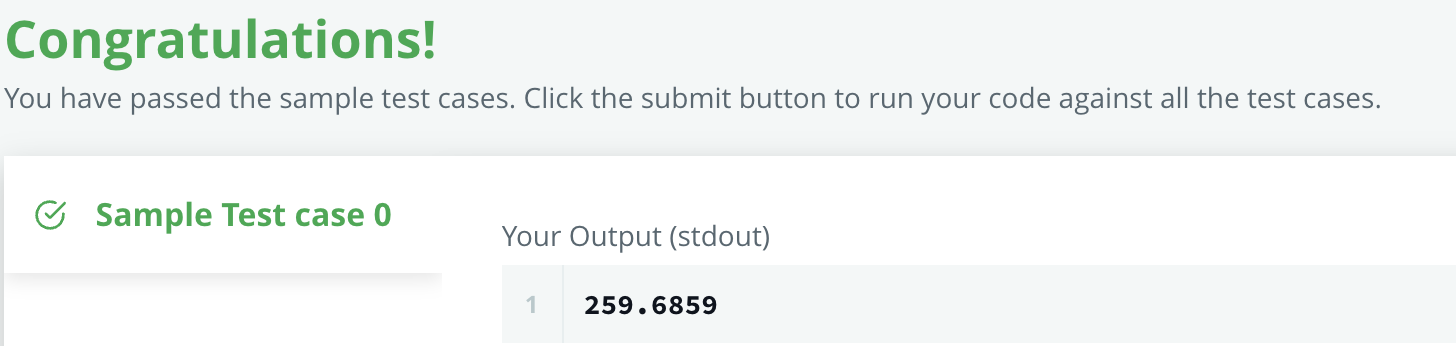 Congratulations!
You have passed the sample test cases. Click the submit button to run your code against all the test cases.
Sample Test case 0
Your Output (stdout)
1 259.6859